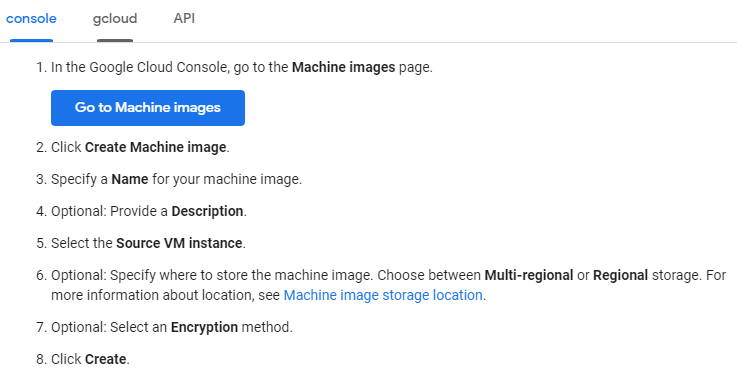 console gcloud API
1. In the Google Cloud Console, go to the Machine images page.
Go to Machine images
2. Click Create Machine image.
3. Specify a Name for your machine image.
4. Optional: Provide a Description.
5. Select the Source VM instance.
6. Optional: Specify where to store the machine image. Choose between Multi-regional or Regional storage. For
more information about location, see Machine image storage location.
7. Optional: Select an Encryption method.
8. Click Create.